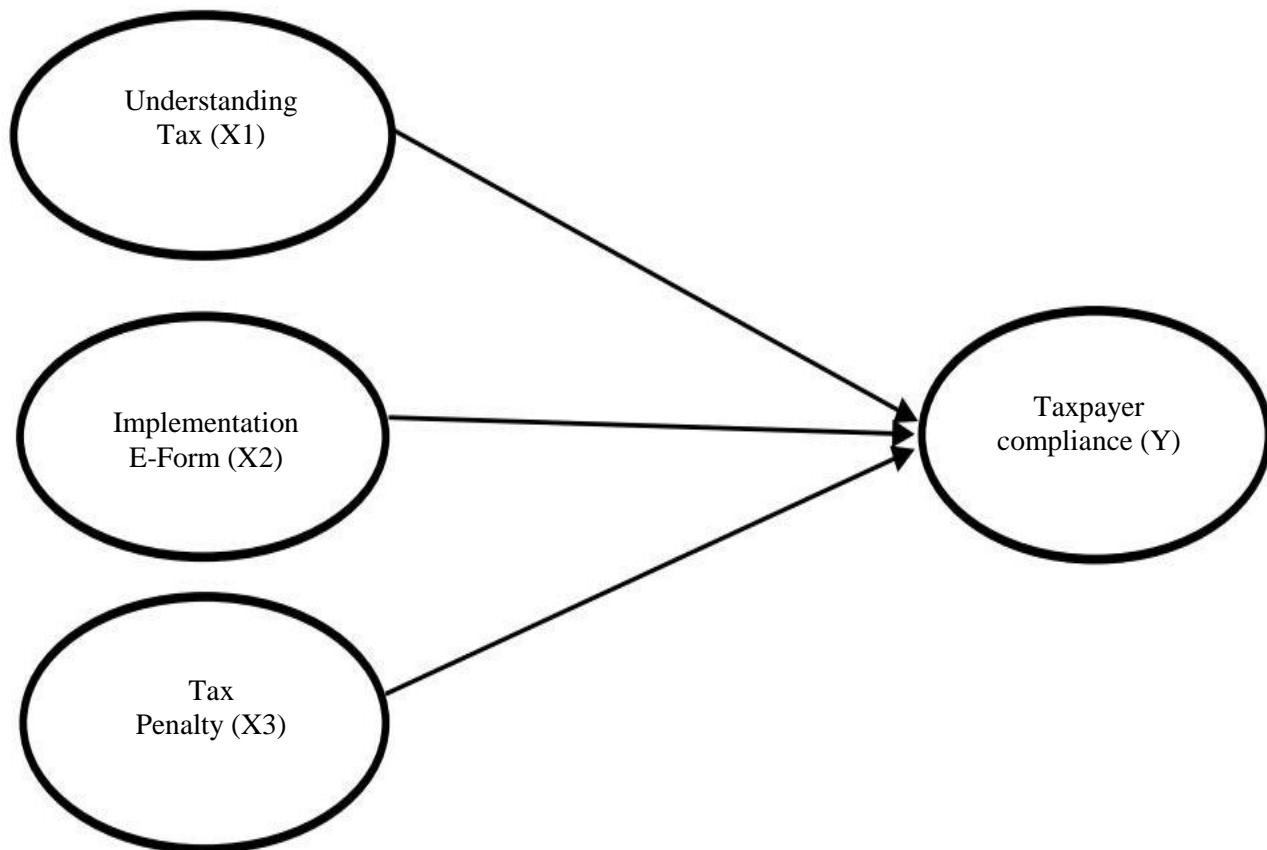 Understanding
Tax (X1)
Implementation
E-Form (X2)
Taxpayer
compliance (Y)
Tax
Penalty (X3)